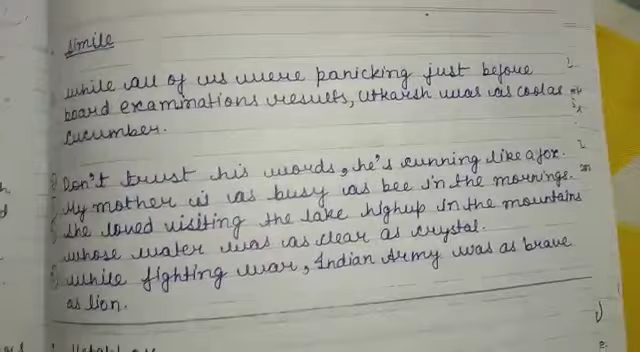 Simile
while all of us were panicking just before
board examinations results, Utkarsh was as cool as
cucumber.
Don't trust his words, he's cunning like a fox.
My mother is as busy as bee in the mornings.
She loved visiting the lake high up in the mountains
whose water was as clear as crystal.
while fighting war, Indian Army was as brave
as lion.